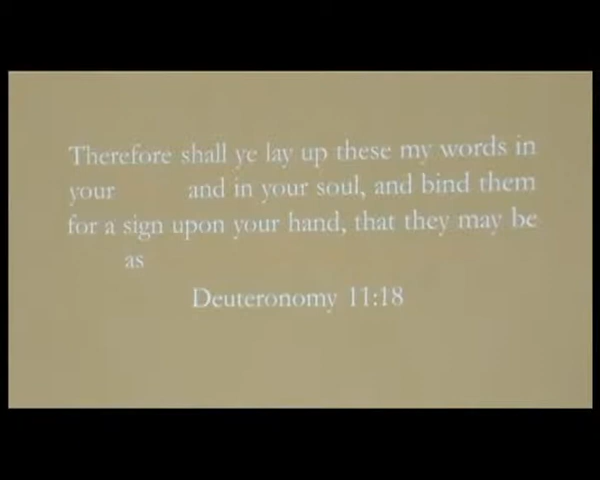 Therefore shall ye lay up these my words in
your and in your soul, and bind them
for a sign upon your hand, that they may be
as
Deuteronomy 11:18